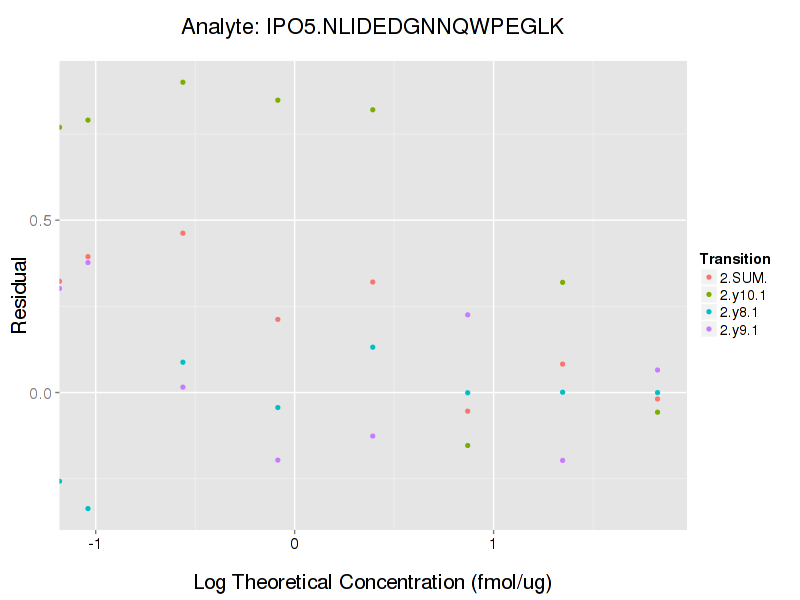 Analyte: IPO5.NLIDEDGNNQWPEGLK
0.5
0.0
Residual
-1
0
1
Log Theoretical Concentration (fmol/ug)
Transition
2.SUM.
2.y10.1
2.y8.1
2.y9.1